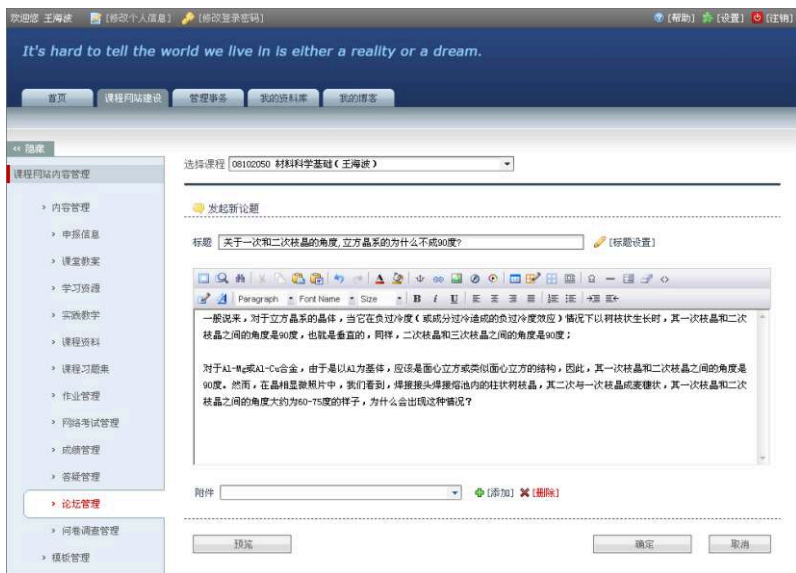 欢迎您 王海波 [修改个人信息] [修改登录密码] [帮助] [设置] [注销]
It's hard to tell the world we live in is either a reality or a dream.
首页 课程网站建设 管理事务 我的资料库 我的博客
<< 隐藏
课程网站内容管理
选择课程 08102050 材料科学基础(王海波)
> 内容管理
> 申报信息
> 课堂教案
> 学习资源
> 实践教学
> 课程资料
> 课程习题集
> 作业管理
> 网络考试管理
> 成绩管理
> 答疑管理
> 论坛管理
> 问卷调查管理
> 模板管理
发起新论题
标题 关于一次和二次枝晶的角度,立方晶系的为什么不成90度? [标题设置]
Paragraph Font Name Size B I U
一般说来,对于立方晶系的晶体,当它在负过冷度(或成分过冷造成的负过冷度效应)情况下以树枝状生长时,其一次枝晶和二次
枝晶之间的角度是90度,也就是垂直的,同样,二次枝晶和三次枝晶之间的角度是90度;
对于Al-Mg或Al-Cu合金,由于是以Al为基体,应该是面心立方或类似面心立方的结构,因此,其一次枝晶和二次枝晶之间的角度是
90度。然而,在晶相显微照片中,我们看到,焊接接头焊接熔池内的柱状树枝晶,其二次与一次枝晶成麦穗状,其一次枝晶和二次
枝晶之间的角度大约为60-75度的样子,为什么会出现这种情况?
附件 [添加] [删除]
预览 确定 取消